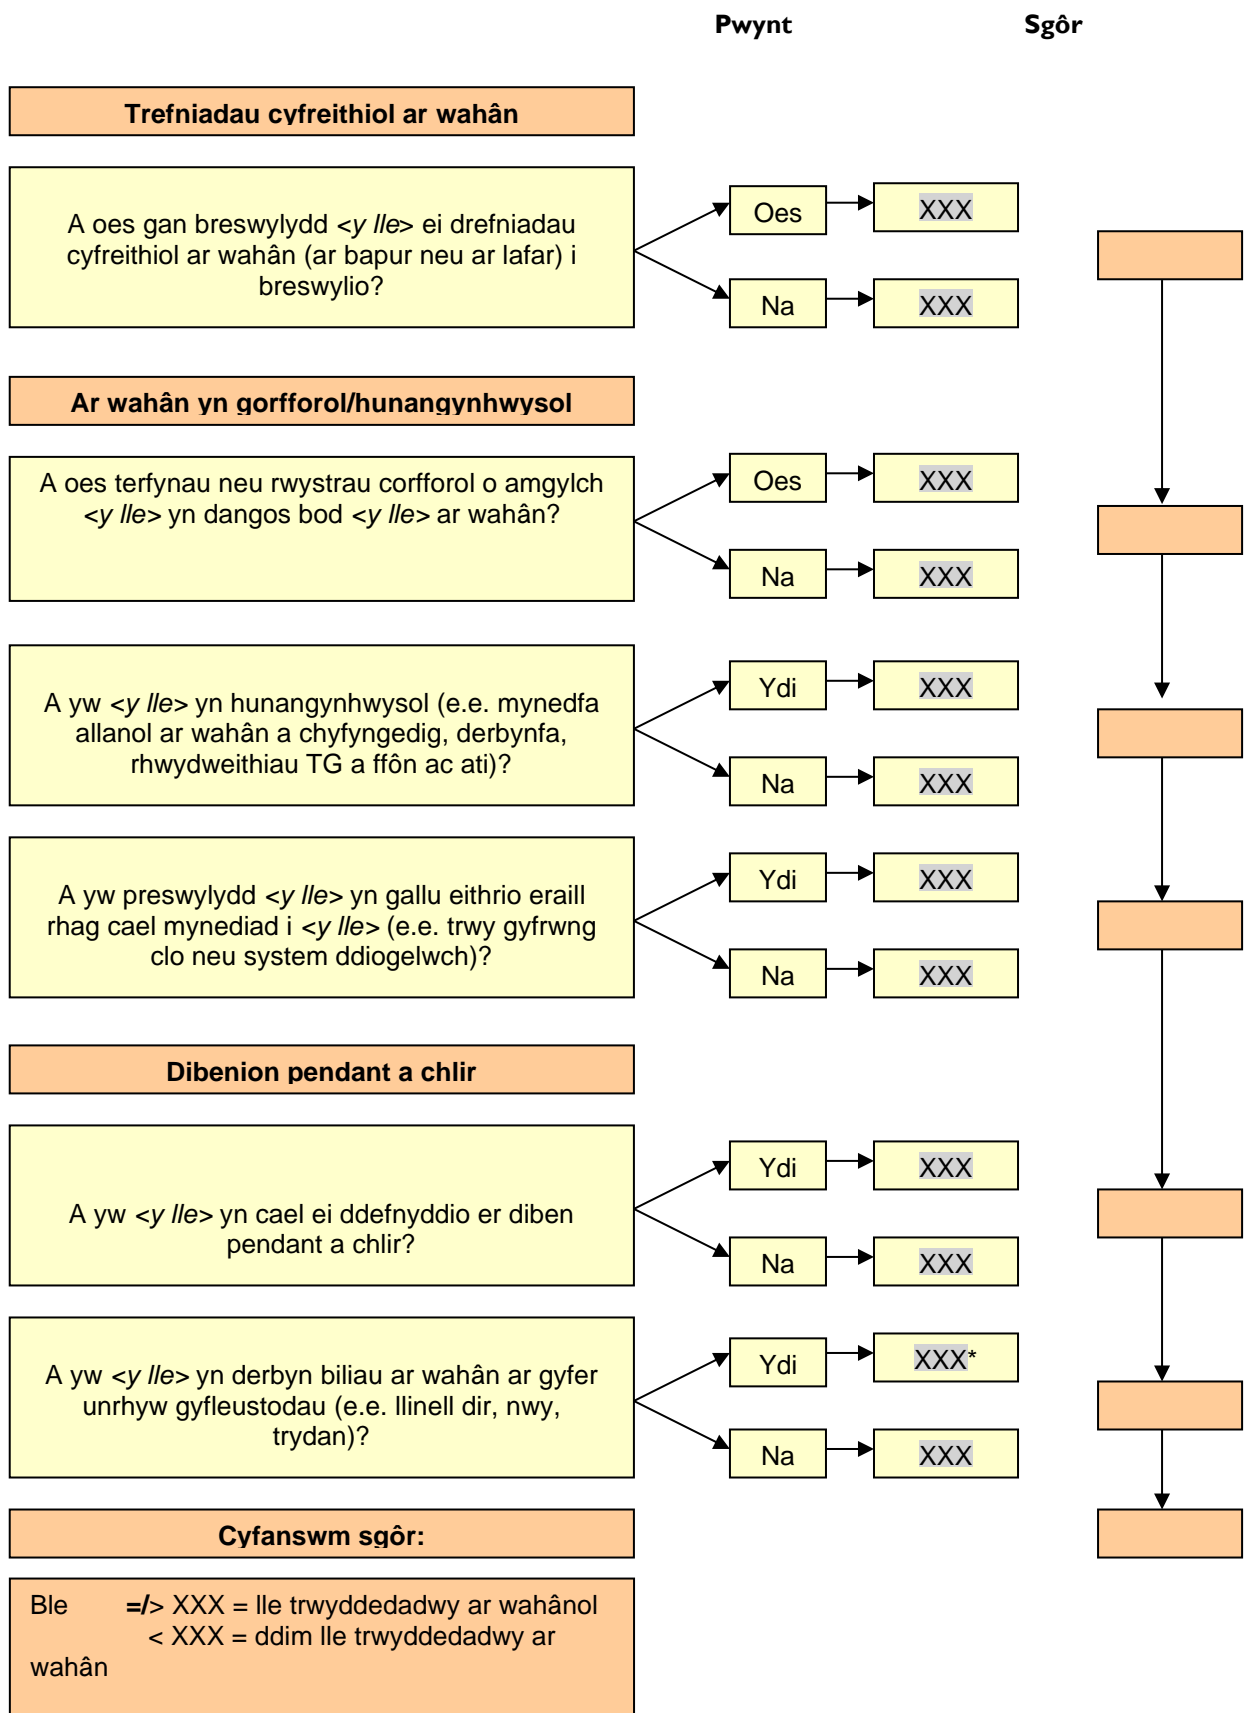 Pwynt Sgôr
Trefniadau cyfreithiol ar wahân
A oes gan breswylydd <y lle> ei drefniadau
cyfreithiol ar wahân (ar bapur neu ar lafar) i
breswylio?
Oes XXX
Na XXX
Ar wahân yn gorfforol/hunangynhwysol
A oes terfynau neu rwystrau corfforol o amgylch
<y lle> yn dangos bod <y lle> ar wahân?
Oes XXX
Na XXX
A yw <y lle> yn hunangynhwysol (e.e. mynedfa
allanol ar wahân a chyfyngedig, derbynfa,
rhwydweithiau TG a ffôn ac ati)?
Ydi XXX
Na XXX
A yw preswylydd <y lle> yn gallu eithrio eraill
rhag cael mynediad i <y lle> (e.e. trwy gyfrwng
clo neu system ddiogelwch)?
Ydi XXX
Na XXX
Dibenion pendant a chlir
A yw <y lle> yn cael ei ddefnyddio er diben
pendant a chlir?
Ydi XXX
Na XXX
A yw <y lle> yn derbyn biliau ar wahân ar gyfer
unrhyw gyfleustodau (e.e. llinell dir, nwy,
trydan)?
Ydi XXX*
Na XXX
Cyfanswm sgôr:
Ble =/> XXX = lle trwyddedadwy ar wahânol
< XXX = ddim lle trwyddedadwy ar
wahân